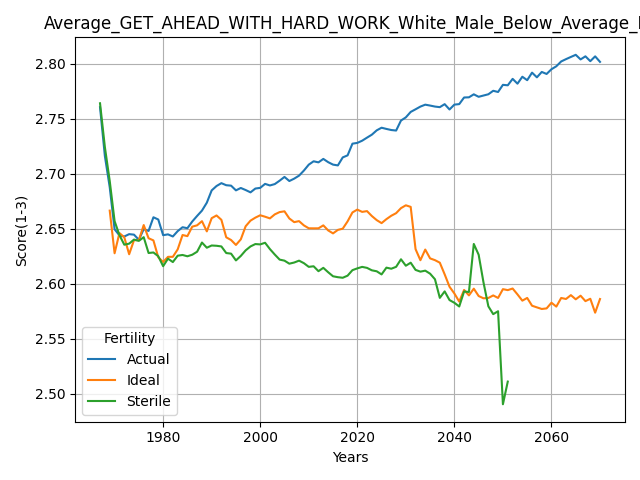 Average_GET_AHEAD_WITH_HARD_WORK_White_Male_Below_Average_
Score(1-3)
2.80
2.75
2.70
2.65
2.60
2.55
2.50
Fertility
Actual
Ideal
Sterile
1980 2000 2020 2040 2060
Years